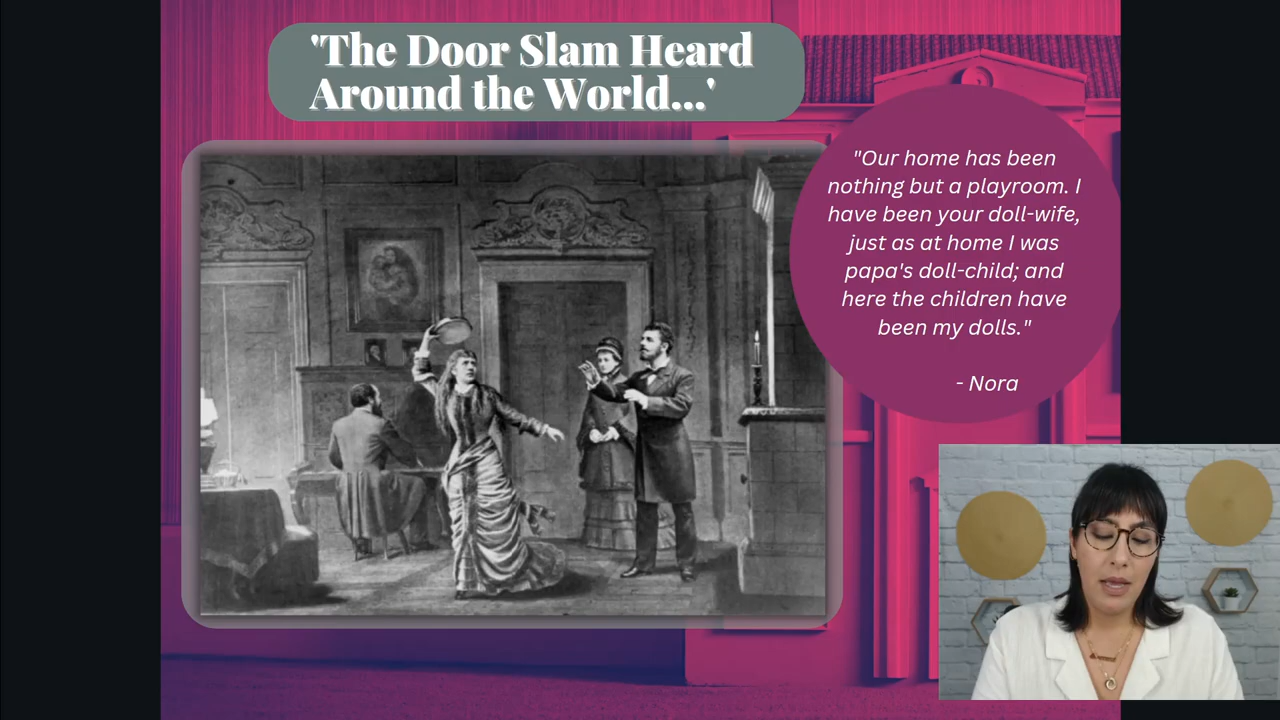 'The Door Slam Heard
Around the World...'
"Our home has been
nothing but a playroom. I
have been your doll-wife,
just as at home I was
papa's doll-child; and
here the children have
been my dolls."
- Nora